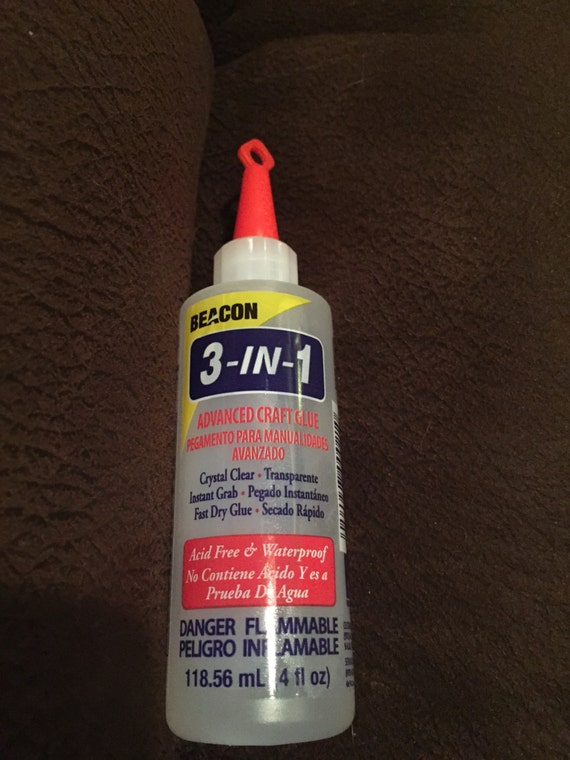 BEACON
3-IN-1
ADVANCED CRAFT GLUE
PEGAMENTO PARA MANUALIDADES
AVANZADO
Crystal Clear • Transparente
Instant Grab • Pegado Instantáneo
Fast Dry Glue • Secado Rápido
Acid Free & Waterproof
No Contiene Acido Y es a
Prueba De Agua
DANGER FLAMMABLE
PELIGRO INFLAMABLE
118.56 mL (4 fl oz)